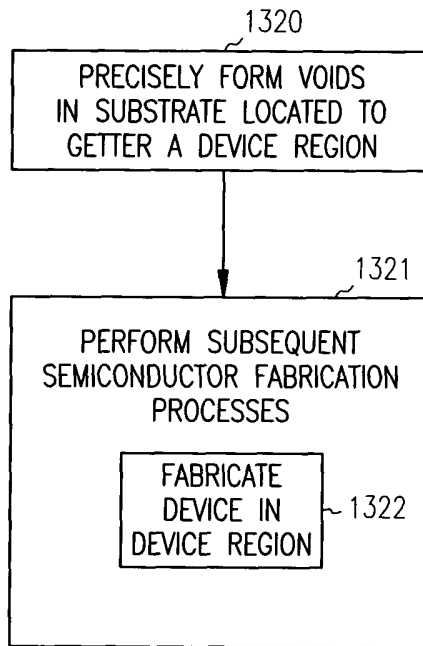 1320
PRECISELY FORM VOIDS
IN SUBSTRATE LOCATED TO
GETTER A DEVICE REGION
1321
PERFORM SUBSEQUENT
SEMICONDUCTOR FABRICATION
PROCESSES
FABRICATE
DEVICE IN
DEVICE REGION
1322